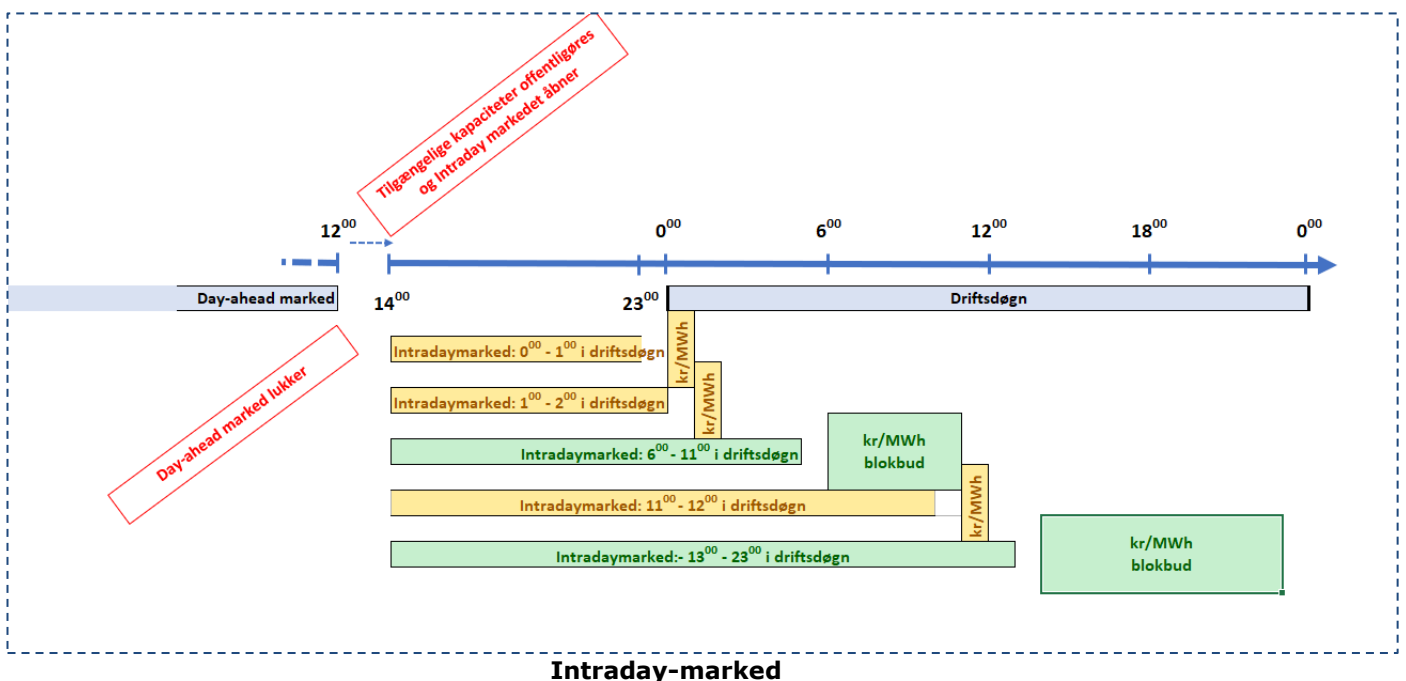 Tilgængelige kapaciteter offentligøres
og Intraday markedet åbner
12⁰⁰
0⁰⁰
6⁰⁰
12⁰⁰
18⁰⁰
0⁰⁰
Day-ahead marked
14⁰⁰
23⁰⁰
Driftsdøgn
Day-ahead marked lukker
Intradaymarked: 0⁰⁰ - 1⁰⁰ i driftsdøgn
kr/MWh
Intradaymarked: 1⁰⁰ - 2⁰⁰ i driftsdøgn
kr/MWh
Intradaymarked: 6⁰⁰ - 11⁰⁰ i driftsdøgn
kr/MWh
blokbud
Intradaymarked: 11⁰⁰ - 12⁰⁰ i driftsdøgn
kr/MWh
Intradaymarked:- 13⁰⁰ - 23⁰⁰ i driftsdøgn
kr/MWh
blokbud
Intraday-marked